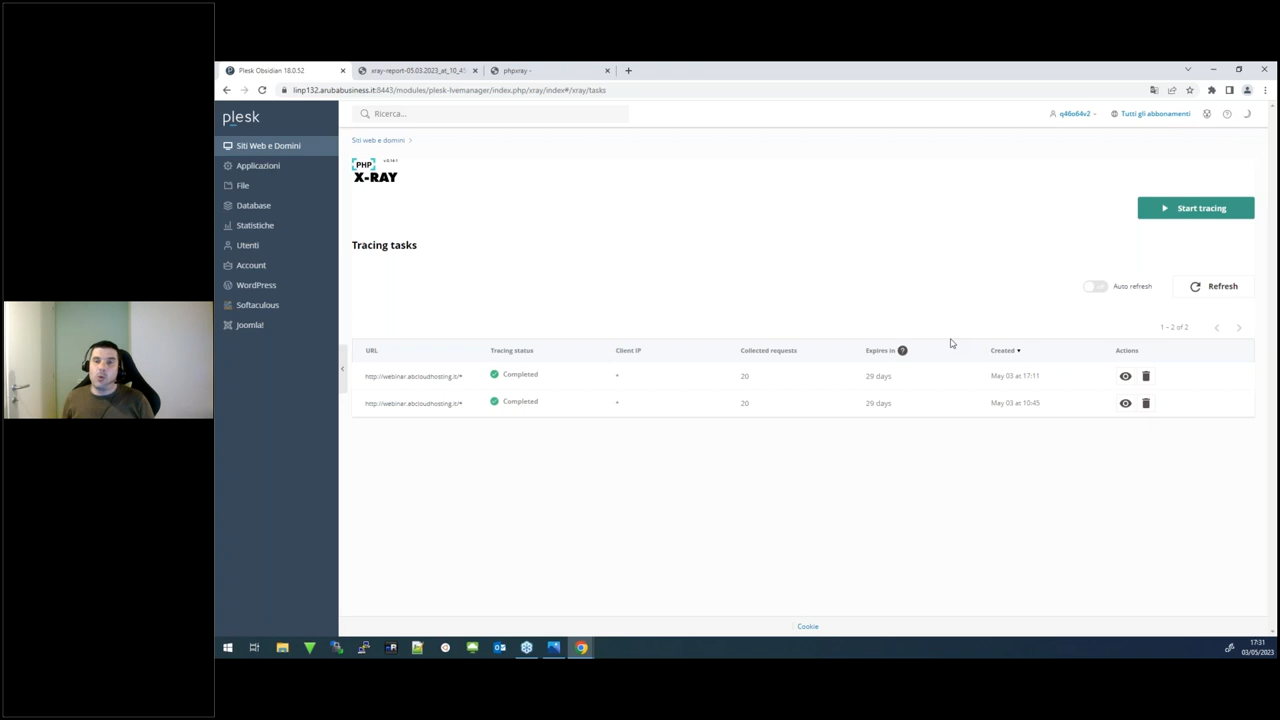 Plesk Obsidian 18.0.52
xray-report-05.03.2023_at_10_45
phpxray -
linp132.arubabusiness.it:8443/modules/plesk-lvemanager/index.php/xray/index#/xray/tasks
plesk
Ricerca...
q46o64v2
Tutti gli abbonamenti
Siti Web e Domini
Applicazioni
File
Database
Statistiche
Utenti
Account
WordPress
Softaculous
Joomla!
Siti web e domini
PHP
X-RAY
Start tracing
Tracing tasks
Auto refresh
Refresh
1 - 2 of 2
URL Tracing status Client IP Collected requests Expires in ? Created Actions
http://webinar.abcloudhosting.it/* Completed * 20 29 days May 03 at 17:11
http://webinar.abcloudhosting.it/* Completed * 20 29 days May 03 at 10:45
Cookie
17:31
03/05/2023